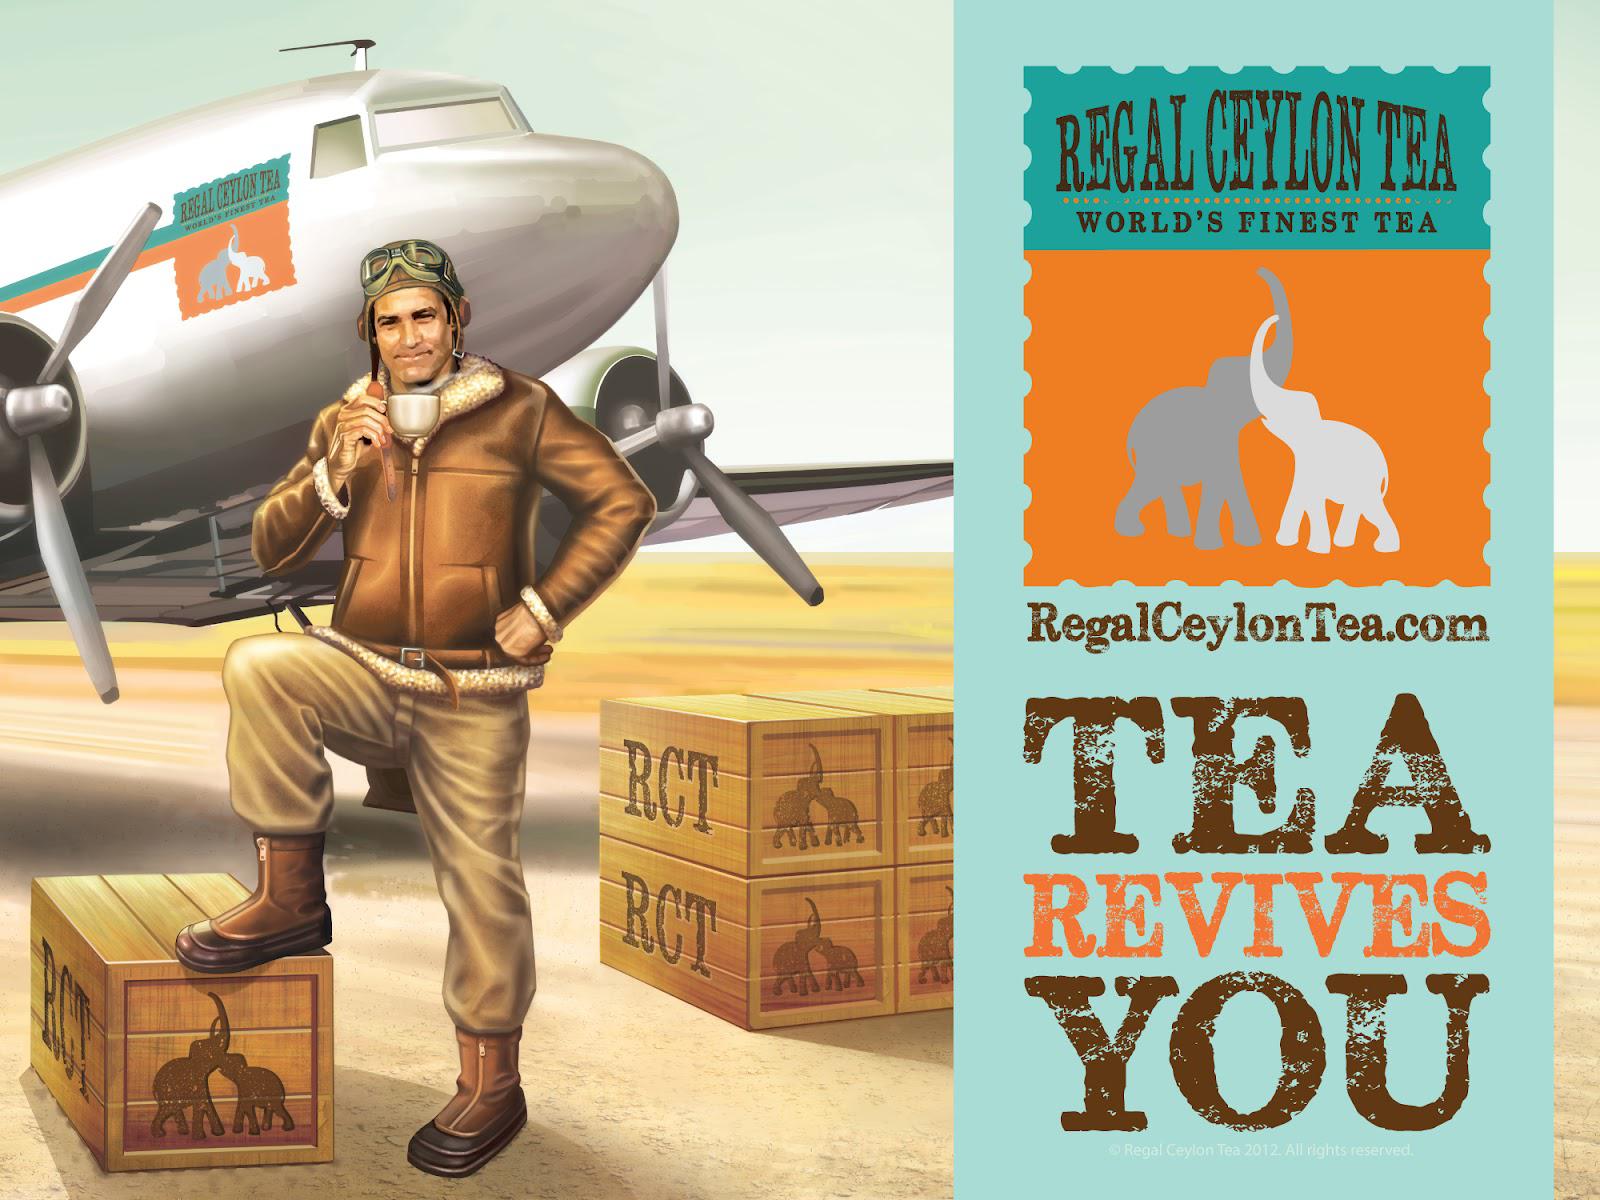 REGAL CEYLON TEA
WORLD'S FINEST TEA
RCT
RCT
RCT
REGAL CEYLON TEA
WORLD'S FINEST TEA
RegalCeylonTea.com
TEA
REVIVES
YOU
© Regal Ceylon Tea 2012. All rights reserved.